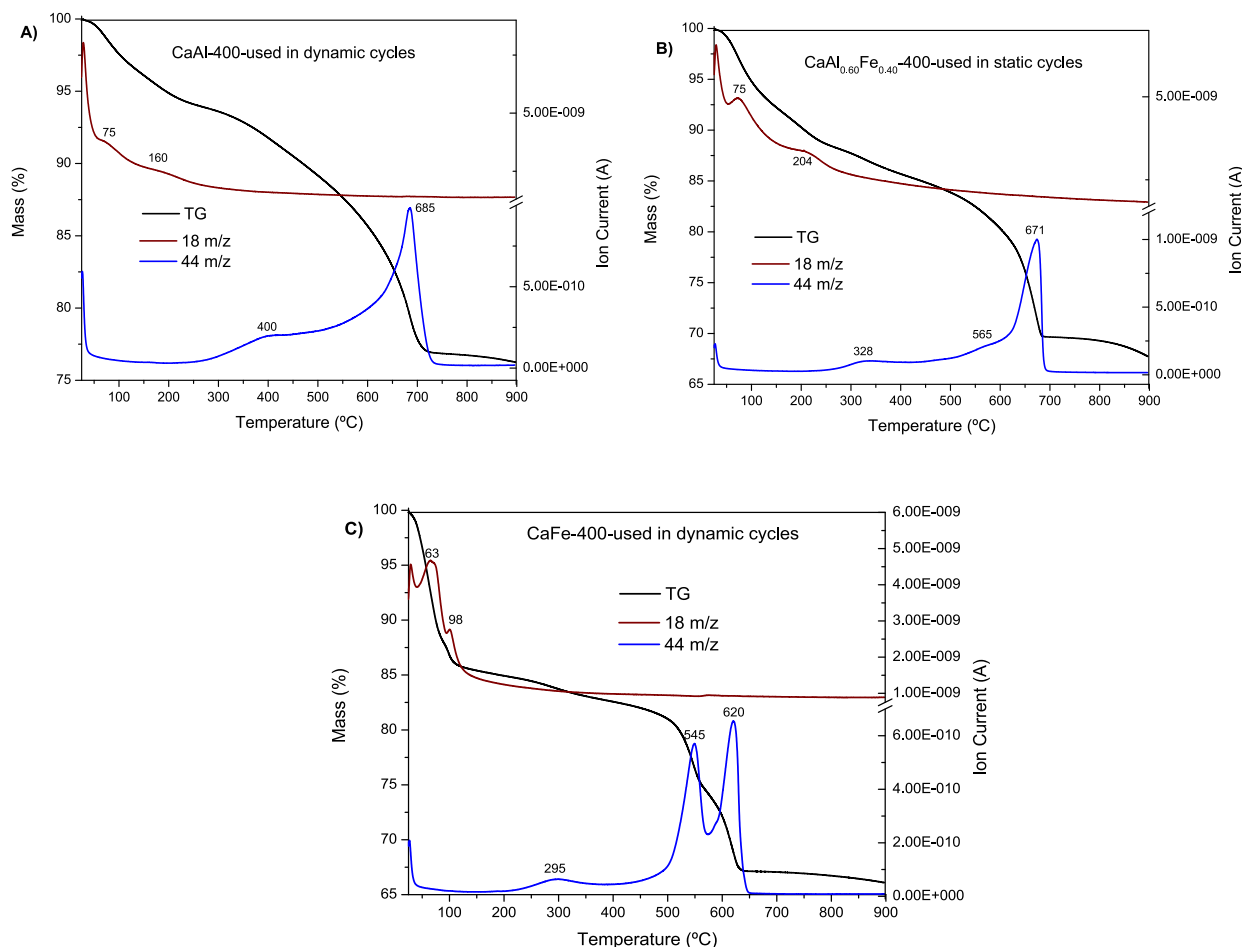 A)
CaAl-400-used in dynamic cycles
100
95
90
85
80
75
Mass (%)
75
160
TG
18 m/z
44 m/z
400
685
5.00E-009
5.00E-010
0.00E+000
Ion Current (A)
100 200 300 400 500 600 700 800 900
Temperature (ºC)
B)
CaAl0.60Fe0.40-400-used in static cycles
100
95
90
85
80
75
70
65
Mass (%)
75
204
TG
18 m/z
44 m/z
328
565
671
5.00E-009
1.00E-009
5.00E-010
0.00E+000
Ion Current (A)
100 200 300 400 500 600 700 800 900
Temperature (ºC)
C)
CaFe-400-used in dynamic cycles
100
95
90
85
80
75
70
65
Mass (%)
63
98
TG
18 m/z
44 m/z
295
545
620
6.00E-009
5.00E-009
4.00E-009
3.00E-009
2.00E-009
1.00E-009
6.00E-010
4.00E-010
2.00E-010
0.00E+000
Ion Current (A)
100 200 300 400 500 600 700 800 900
Temperature (ºC)